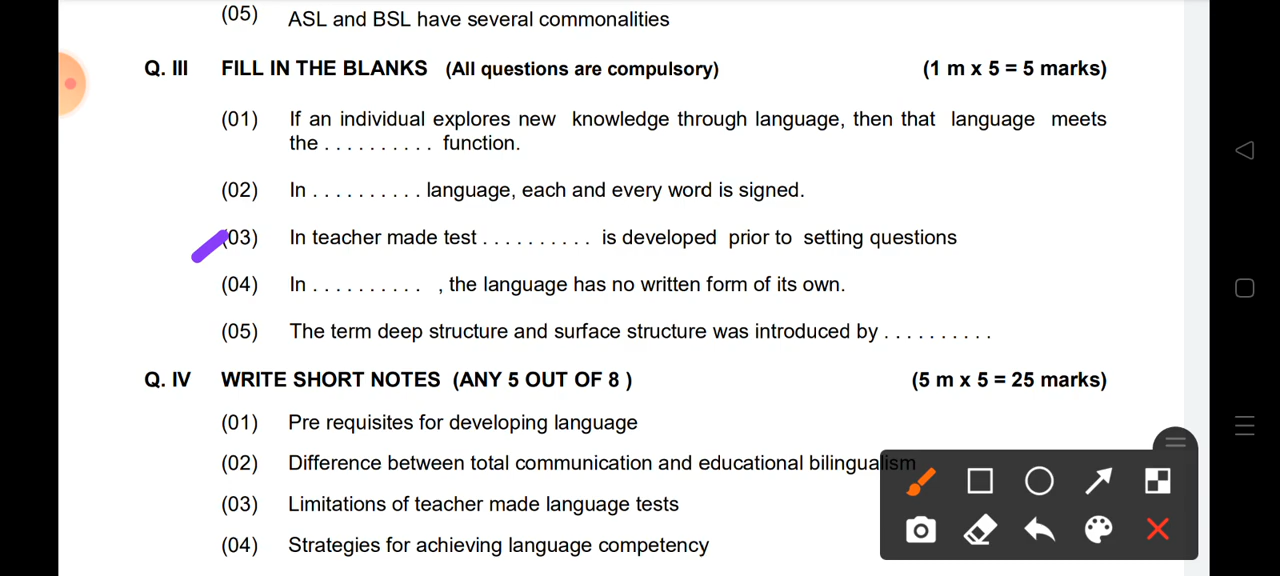 (05) ASL and BSL have several commonalities
Q. III FILL IN THE BLANKS (All questions are compulsory) (1 m x 5 = 5 marks)
(01) If an individual explores new knowledge through language, then that language meets
the . . . . . . . . . . function.
(02) In . . . . . . . . . . language, each and every word is signed.
(03) In teacher made test . . . . . . . . . . is developed prior to setting questions
(04) In . . . . . . . . . . , the language has no written form of its own.
(05) The term deep structure and surface structure was introduced by . . . . . . . . . .
Q. IV WRITE SHORT NOTES (ANY 5 OUT OF 8 ) (5 m x 5 = 25 marks)
(01) Pre requisites for developing language
(02) Difference between total communication and educational bilingualism
(03) Limitations of teacher made language tests
(04) Strategies for achieving language competency